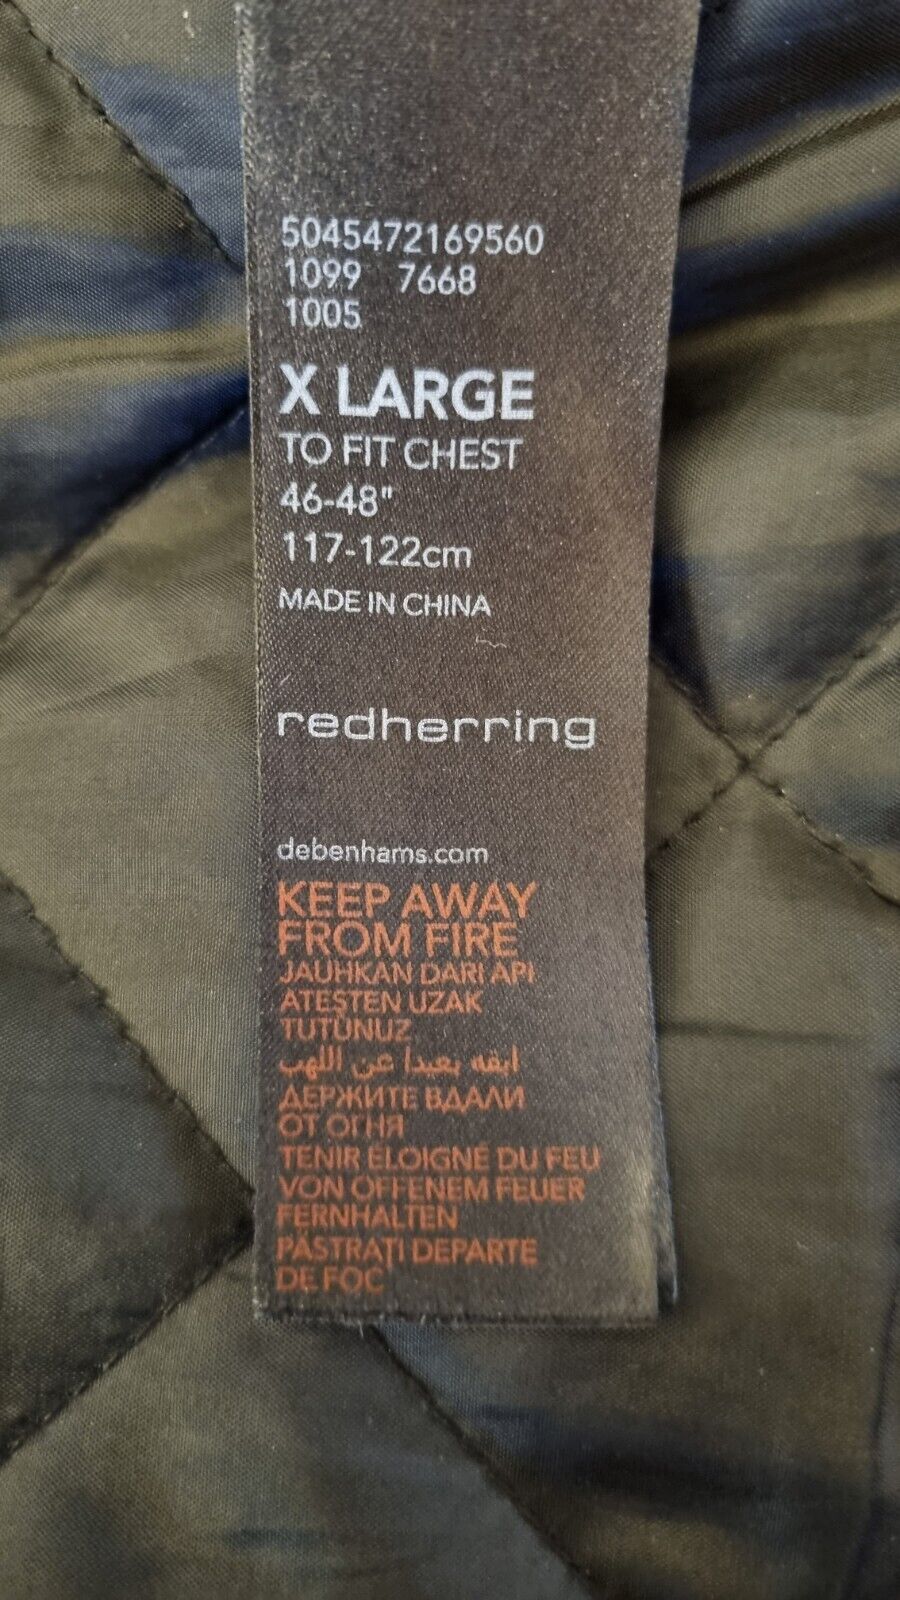 5045472169560
1099 7668
1005
X LARGE
TO FIT CHEST
46-48"
117-122cm
MADE IN CHINA
redherring
debenhams.com
KEEP AWAY
FROM FIRE
JAUHKAN DARI API
ATEŞTEN UZAK
TUTUNUZ
ابقه بعيدا عن اللهب
ДЕРЖИТЕ ВДАЛИ
ОТ ОГНЯ
TENIR ÉLOIGNÉ DU FEU
VON OFFENEM FEUER
FERNHALTEN
PĂSTRAȚI DEPARTE
DE FOC